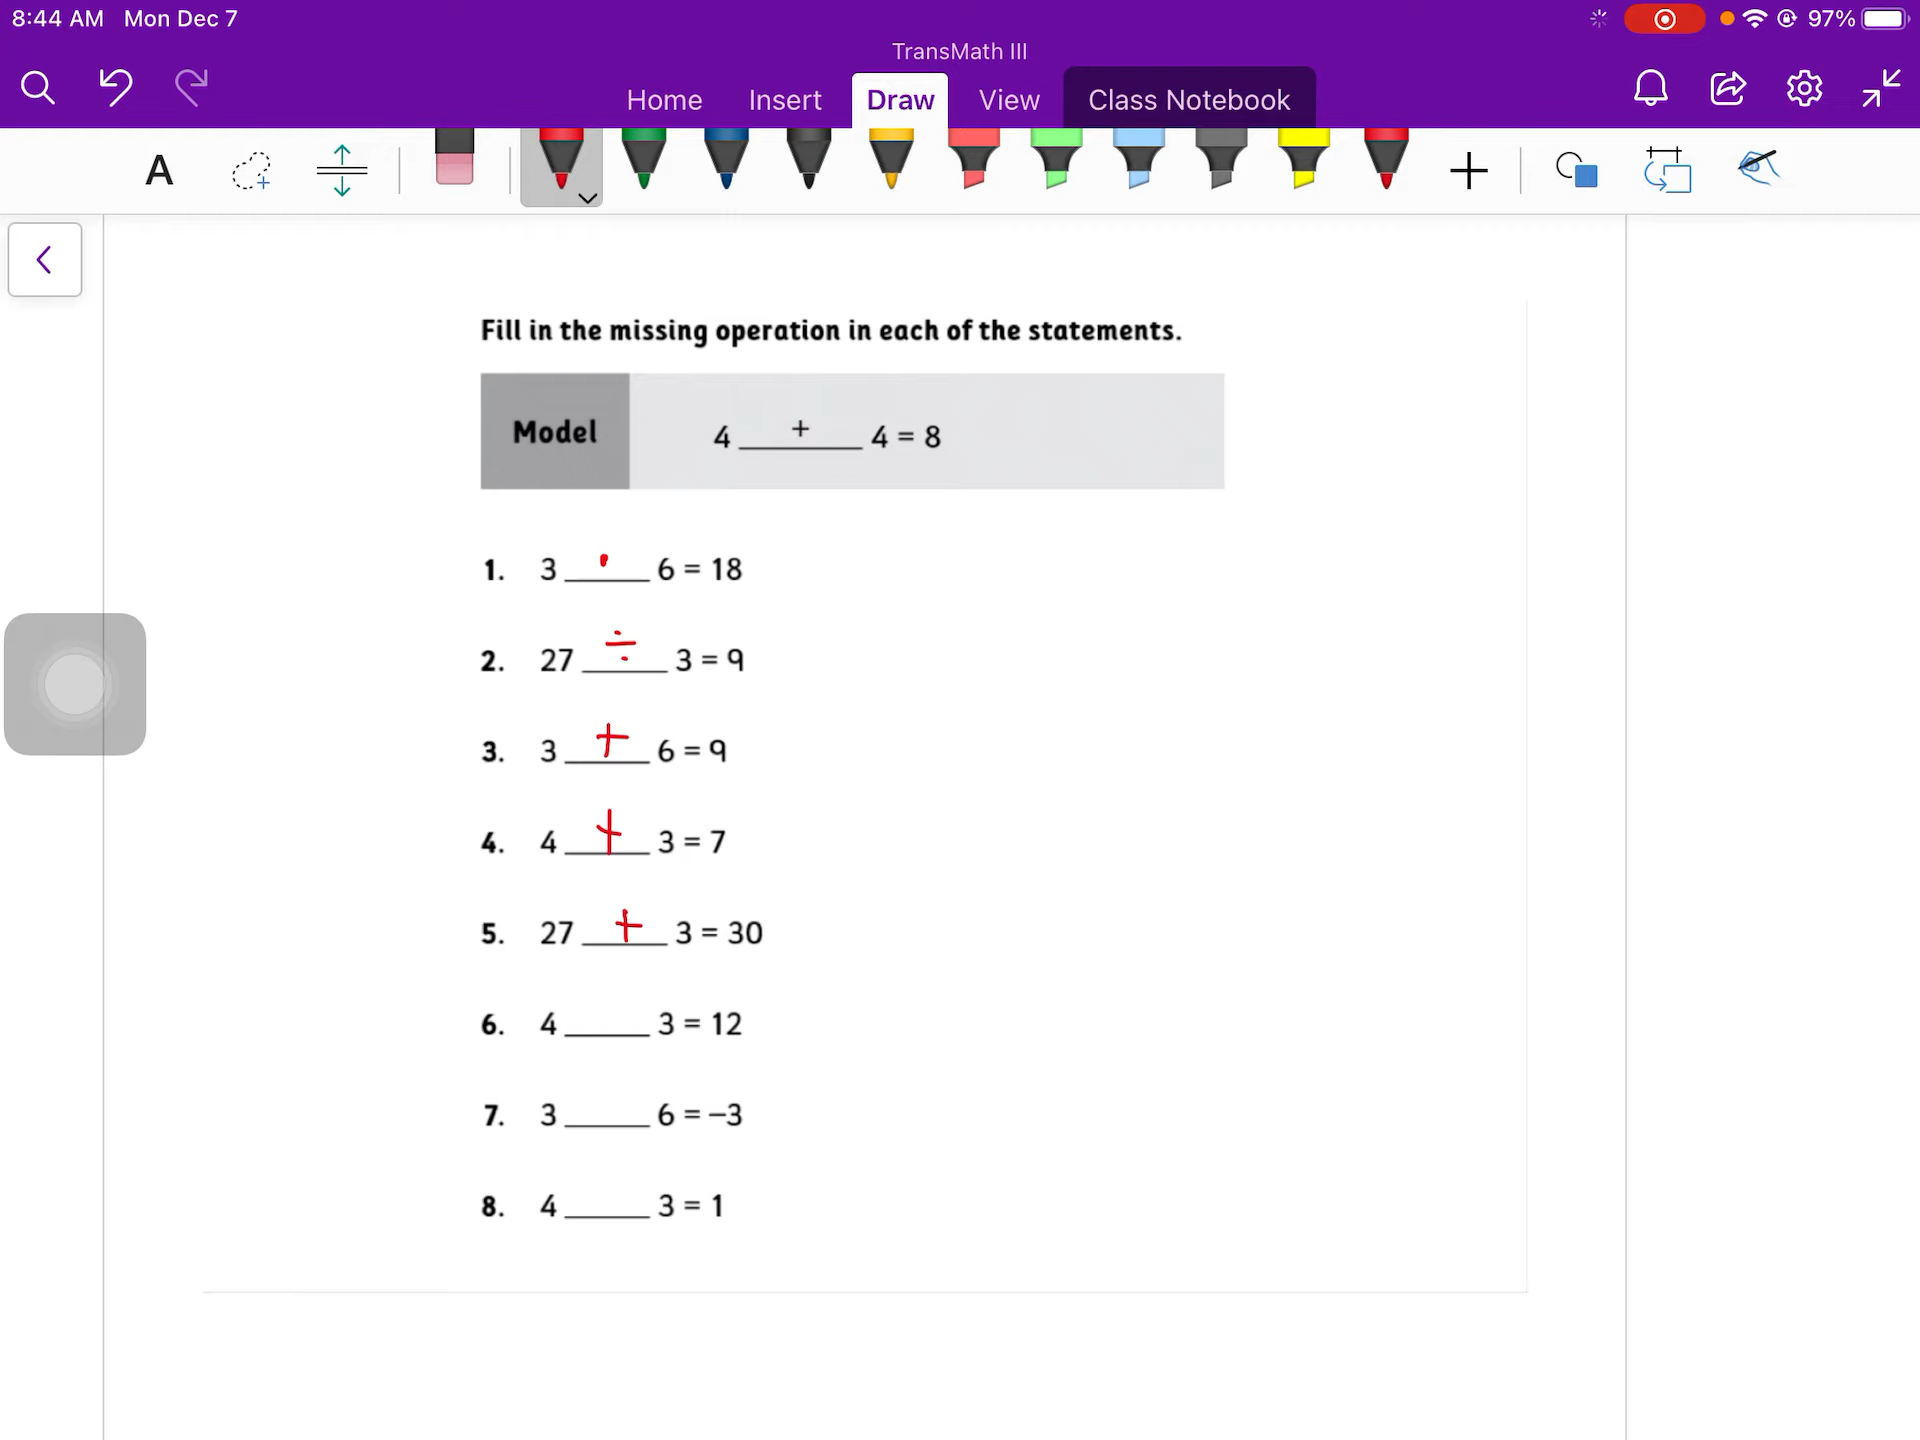 8:44 AM Mon Dec 7 97%
TransMath III
Home Insert Draw View Class Notebook
A
Fill in the missing operation in each of the statements.
Model 4 + 4 = 8
1. 3 · 6 = 18
2. 27 ÷ 3 = 9
3. 3 + 6 = 9
4. 4 + 3 = 7
5. 27 + 3 = 30
6. 4 _____ 3 = 12
7. 3 _____ 6 = –3
8. 4 _____ 3 = 1